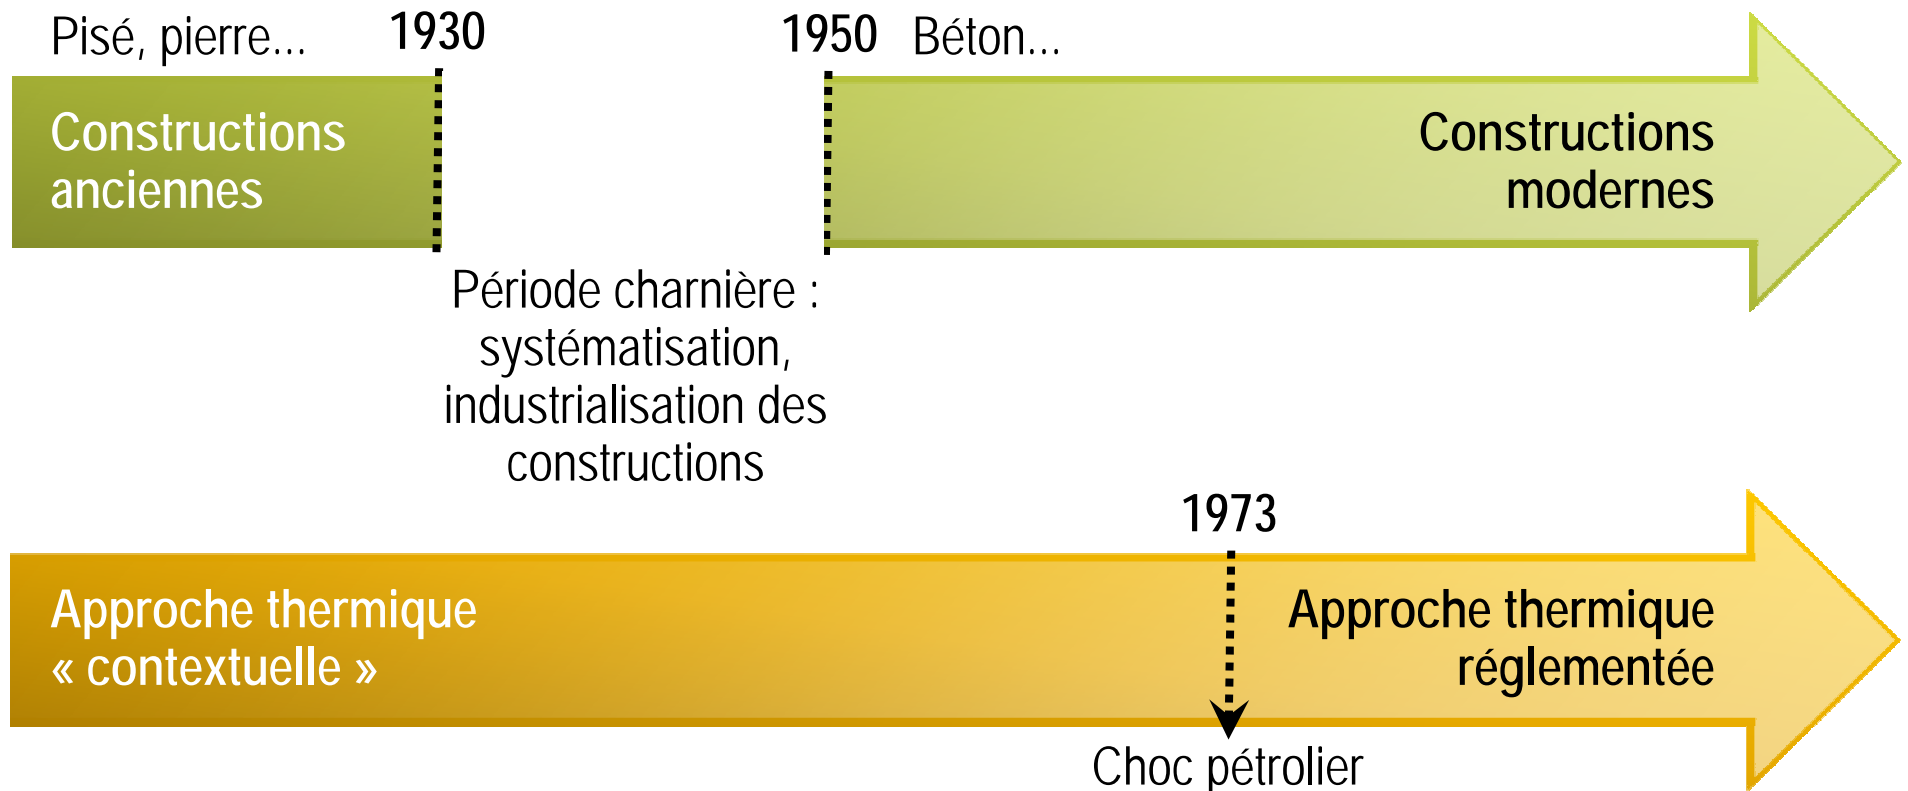 Pisé, pierre...
1930
1950
Béton...
Constructions
anciennes
Constructions
modernes
Période charnière :
systématisation,
industrialisation des
constructions
1973
Approche thermique
« contextuelle »
Approche thermique
réglementée
Choc pétrolier